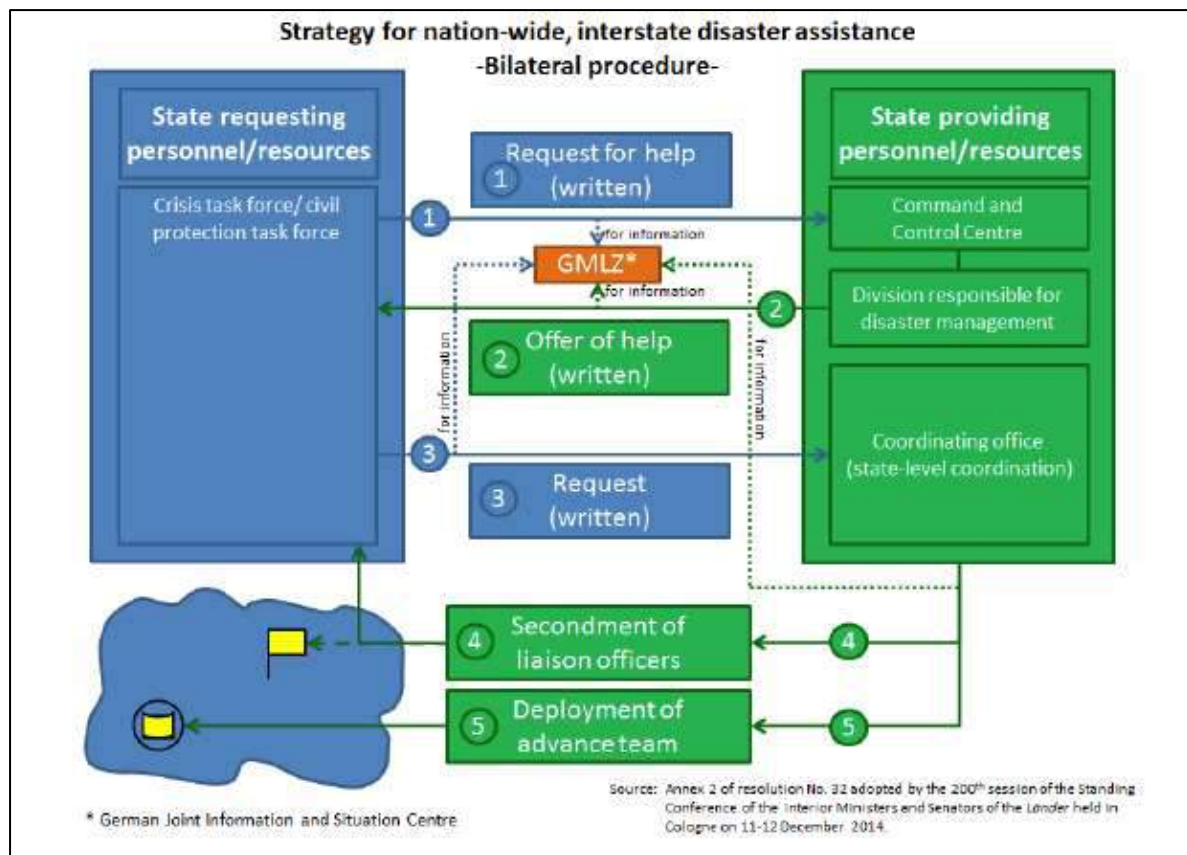 Strategy for nation-wide, interstate disaster assistance
-Bilateral procedure-
State requesting
personnel/resources
Crisis task force/ civil
protection task force
1
Request for help
(written)
1
for information
GMLZ*
for information
2
Offer of help
(written)
2
for information
for information
3
3
Request
(written)
State providing
personnel/resources
Command and
Control Centre
Division responsible for
disaster management
Coordinating office
(state-level coordination)
4
Secondment of
liaison officers
4
5
Deployment of
advance team
5
* German Joint Information and Situation Centre
Source: Annex 2 of resolution No. 32 adopted by the 200th session of the Standing
Conference of the Interior Ministers and Senators of the Länder held in
Cologne on 11-12 December 2014.